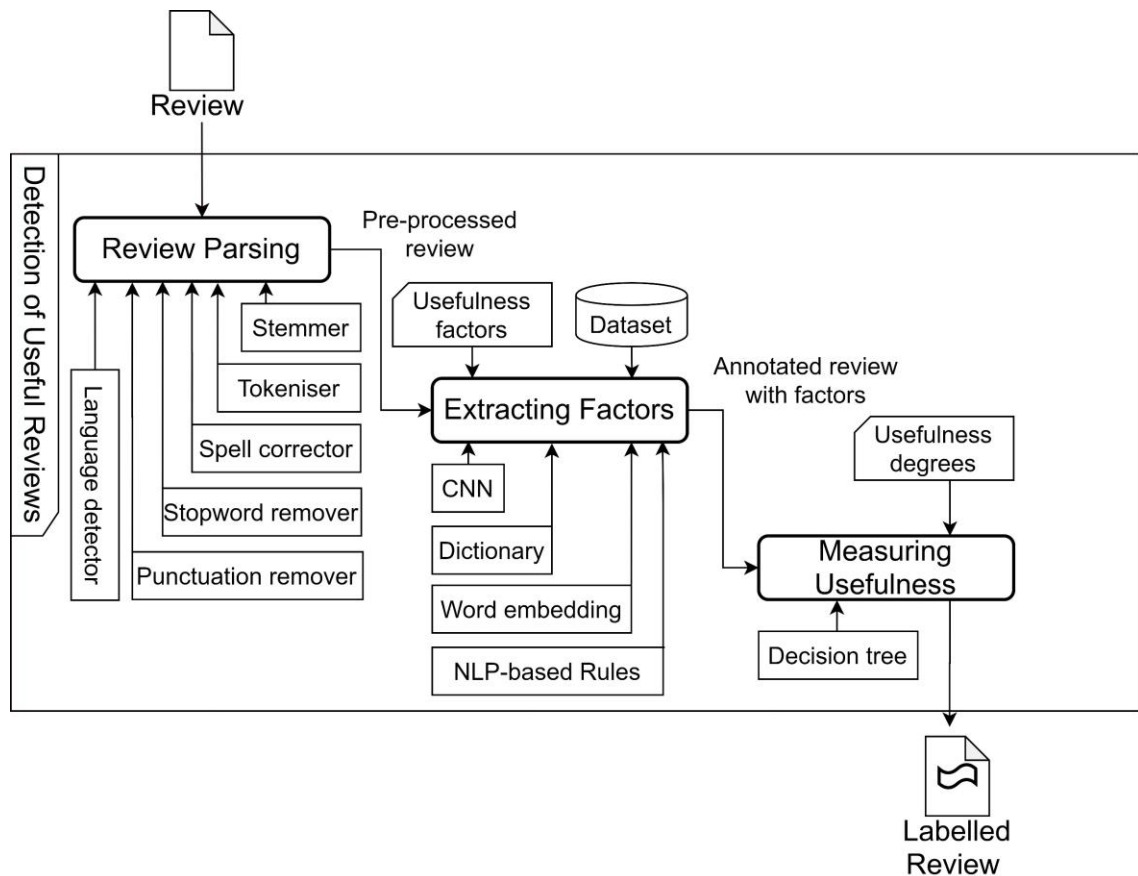 Review
Detection of Useful Reviews
Review Parsing
Pre-processed
review
Stemmer
Tokeniser
Spell corrector
Stopword remover
Punctuation remover
Language detector
Usefulness
factors
Dataset
Extracting Factors
Annotated review
with factors
CNN
Dictionary
Word embedding
NLP-based Rules
Usefulness
degrees
Measuring
Usefulness
Decision tree
Labelled
Review